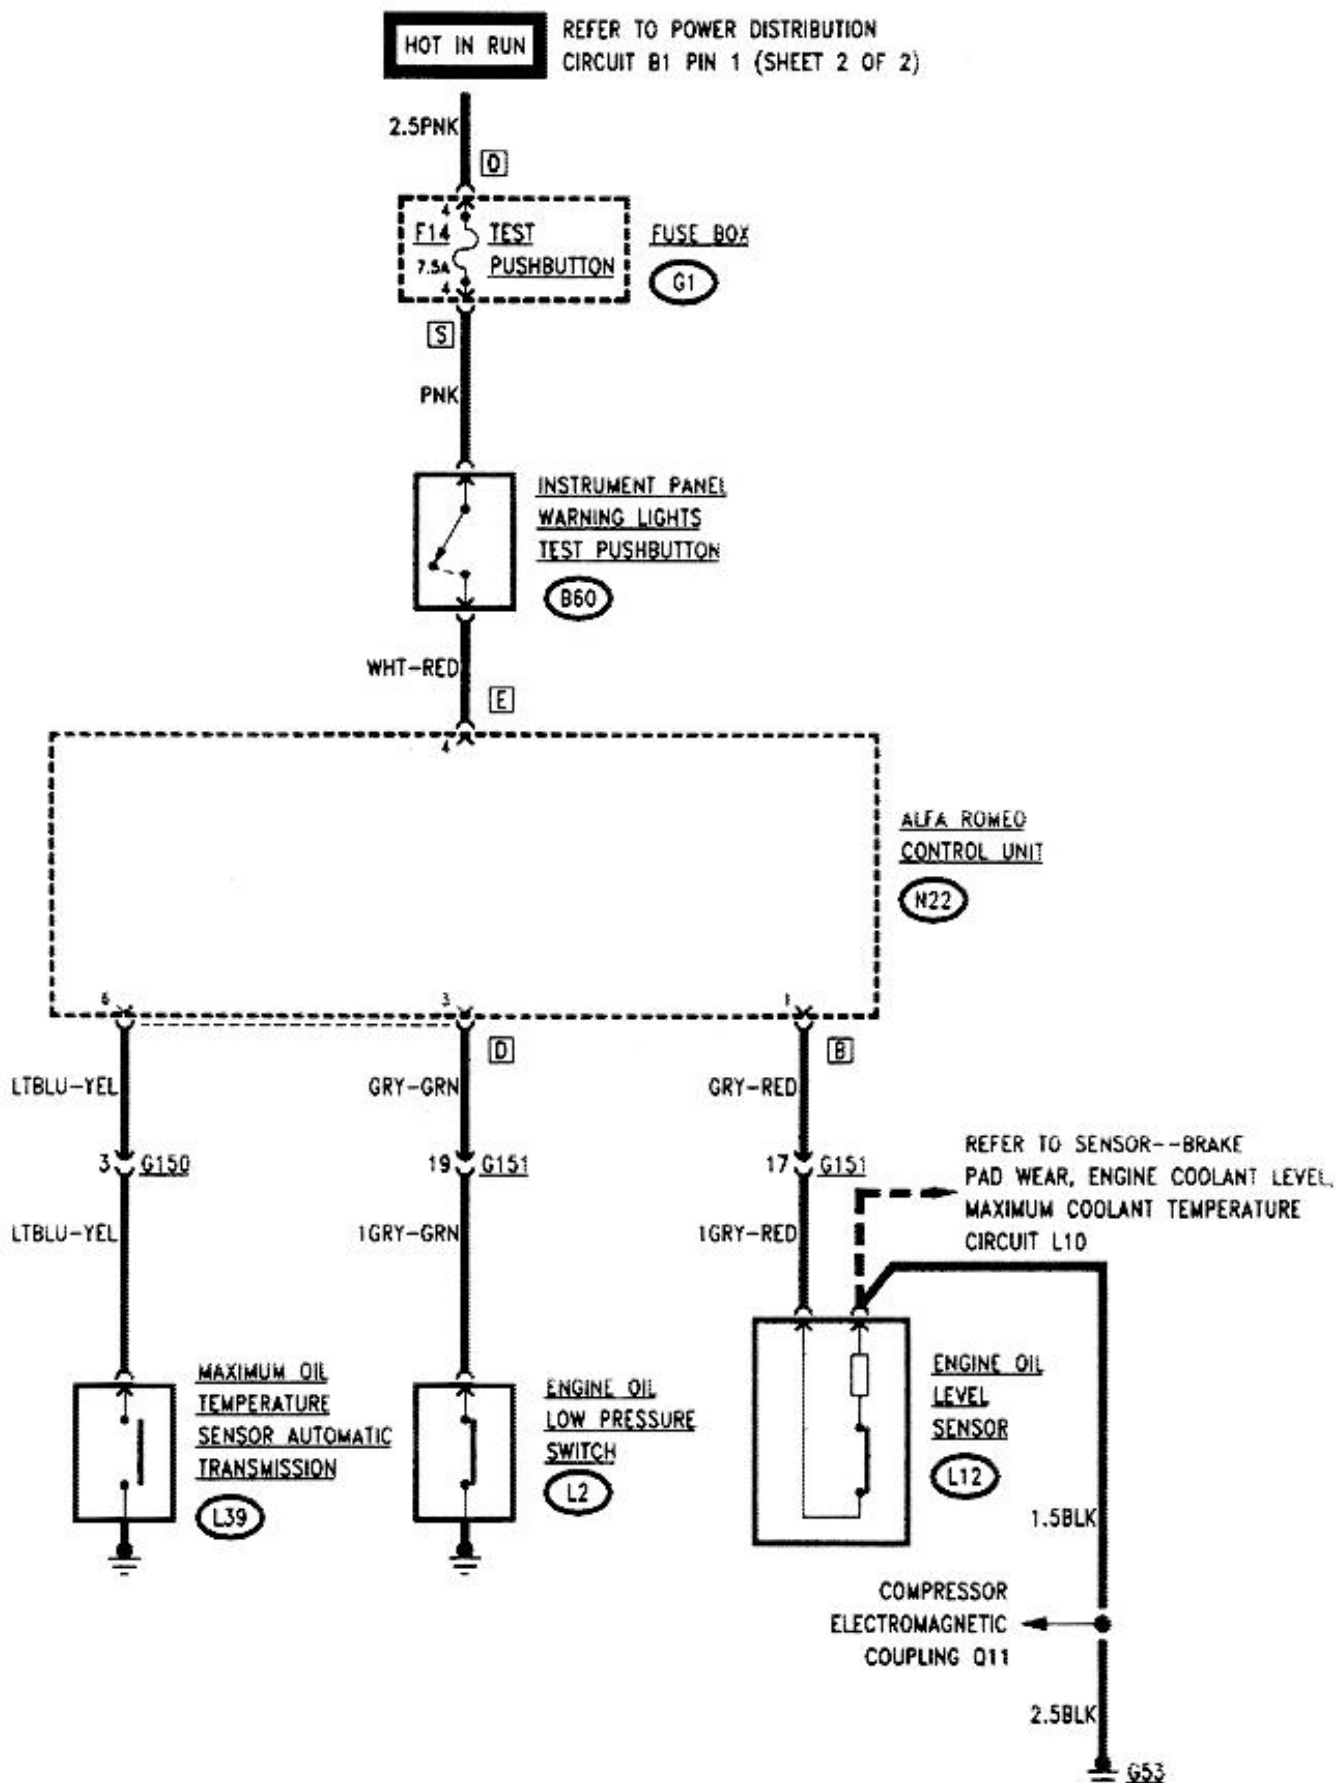 HOT IN RUN
REFER TO POWER DISTRIBUTION
CIRCUIT B1 PIN 1 (SHEET 2 OF 2)
2.5PNK
O
4
F14
7.5A
4
TEST
PUSHBUTTON
FUSE BOX
G1
S
PNK
INSTRUMENT PANEL
WARNING LIGHTS
TEST PUSHBUTTON
B60
WHT-RED
E
4
ALFA ROMEO
CONTROL UNIT
N22
3
1
D
B
LTBLU-YEL
GRY-GRN
GRY-RED
3 G150
19 G151
17 G151
LTBLU-YEL
1GRY-GRN
1GRY-RED
REFER TO SENSOR--BRAKE
PAD WEAR, ENGINE COOLANT LEVEL,
MAXIMUM COOLANT TEMPERATURE
CIRCUIT L10
MAXIMUM OIL
TEMPERATURE
SENSOR AUTOMATIC
TRANSMISSION
L39
ENGINE OIL
LOW PRESSURE
SWITCH
L2
ENGINE OIL
LEVEL
SENSOR
L12
1.5BLK
COMPRESSOR
ELECTROMAGNETIC
COUPLING Q11
2.5BLK
G53